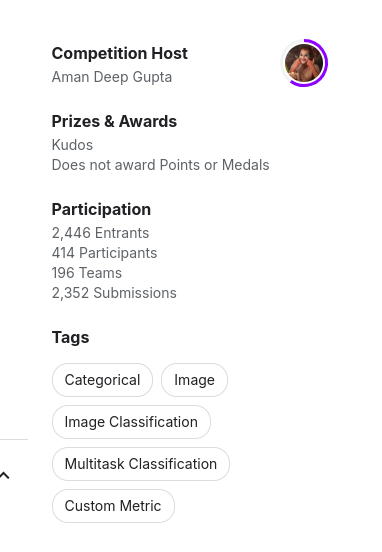 Competition Host
Aman Deep Gupta
Prizes & Awards
Kudos
Does not award Points or Medals
Participation
2,446 Entrants
414 Participants
196 Teams
2,352 Submissions
Tags
Categorical
Image
Image Classification
Multitask Classification
Custom Metric